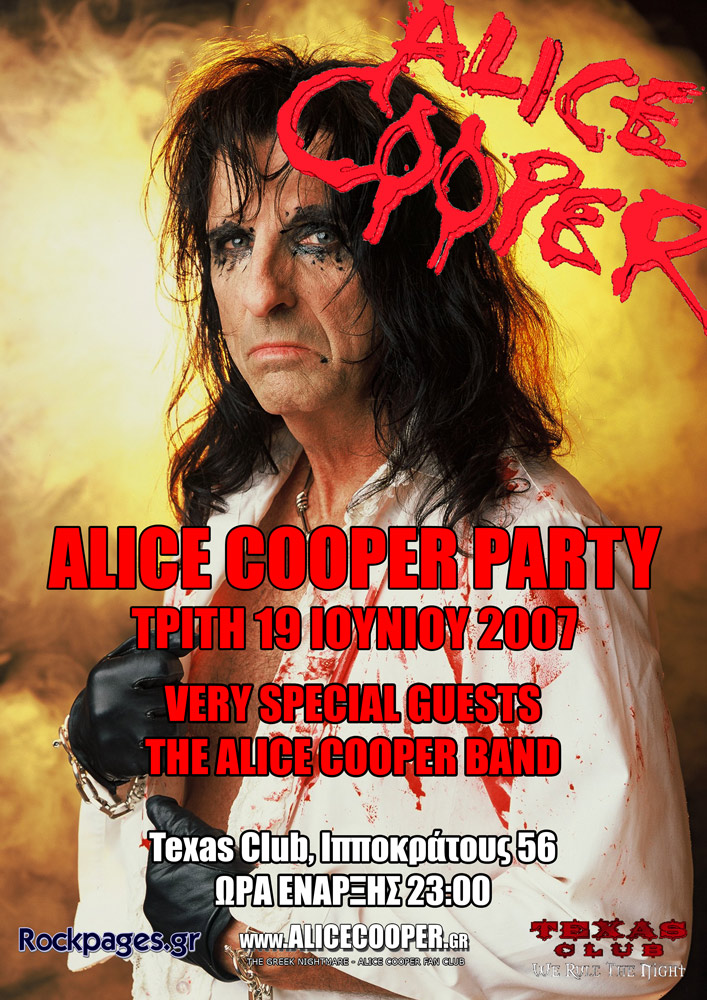 ALICE
COOPER
ALICE COOPER PARTY
ΤΡΙΤΗ 19 ΙΟΥΝΙΟΥ 2007
VERY SPECIAL GUESTS
THE ALICE COOPER BAND
Texas Club, Ιπποκράτους 56
ΩΡΑ ΕΝΑΡΞΗΣ 23:00
Rockpages.gr
www.ALICECOOPER.GR
THE GREEK NIGHTMARE - ALICE COOPER FAN CLUB
TEXAS
CLUB
WE RULE THE NIGHT